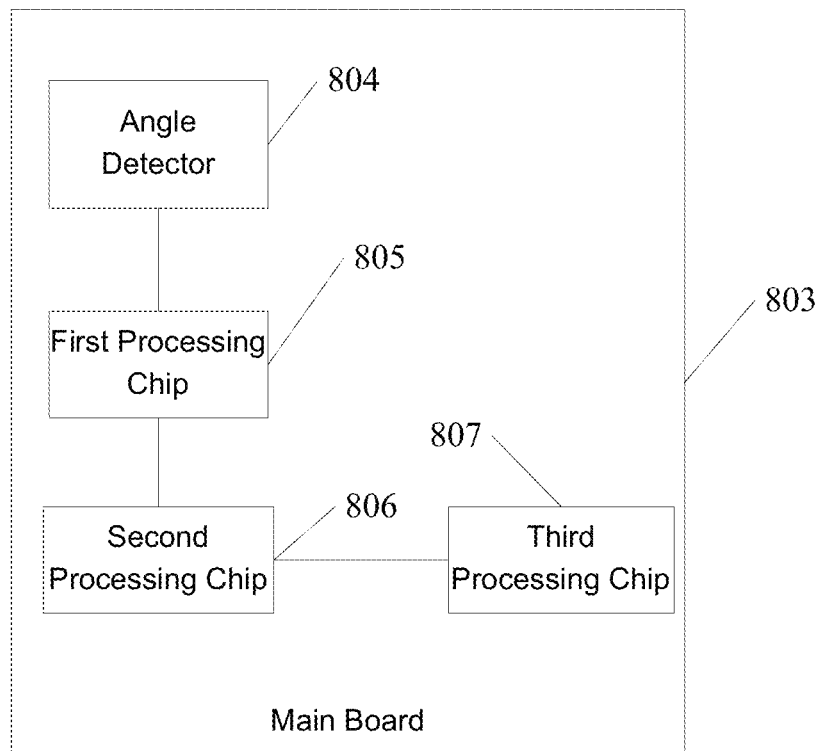 804
Angle
Detector
805
First Processing
Chip
803
807
806
Second
Processing Chip
Third
Processing Chip
Main Board